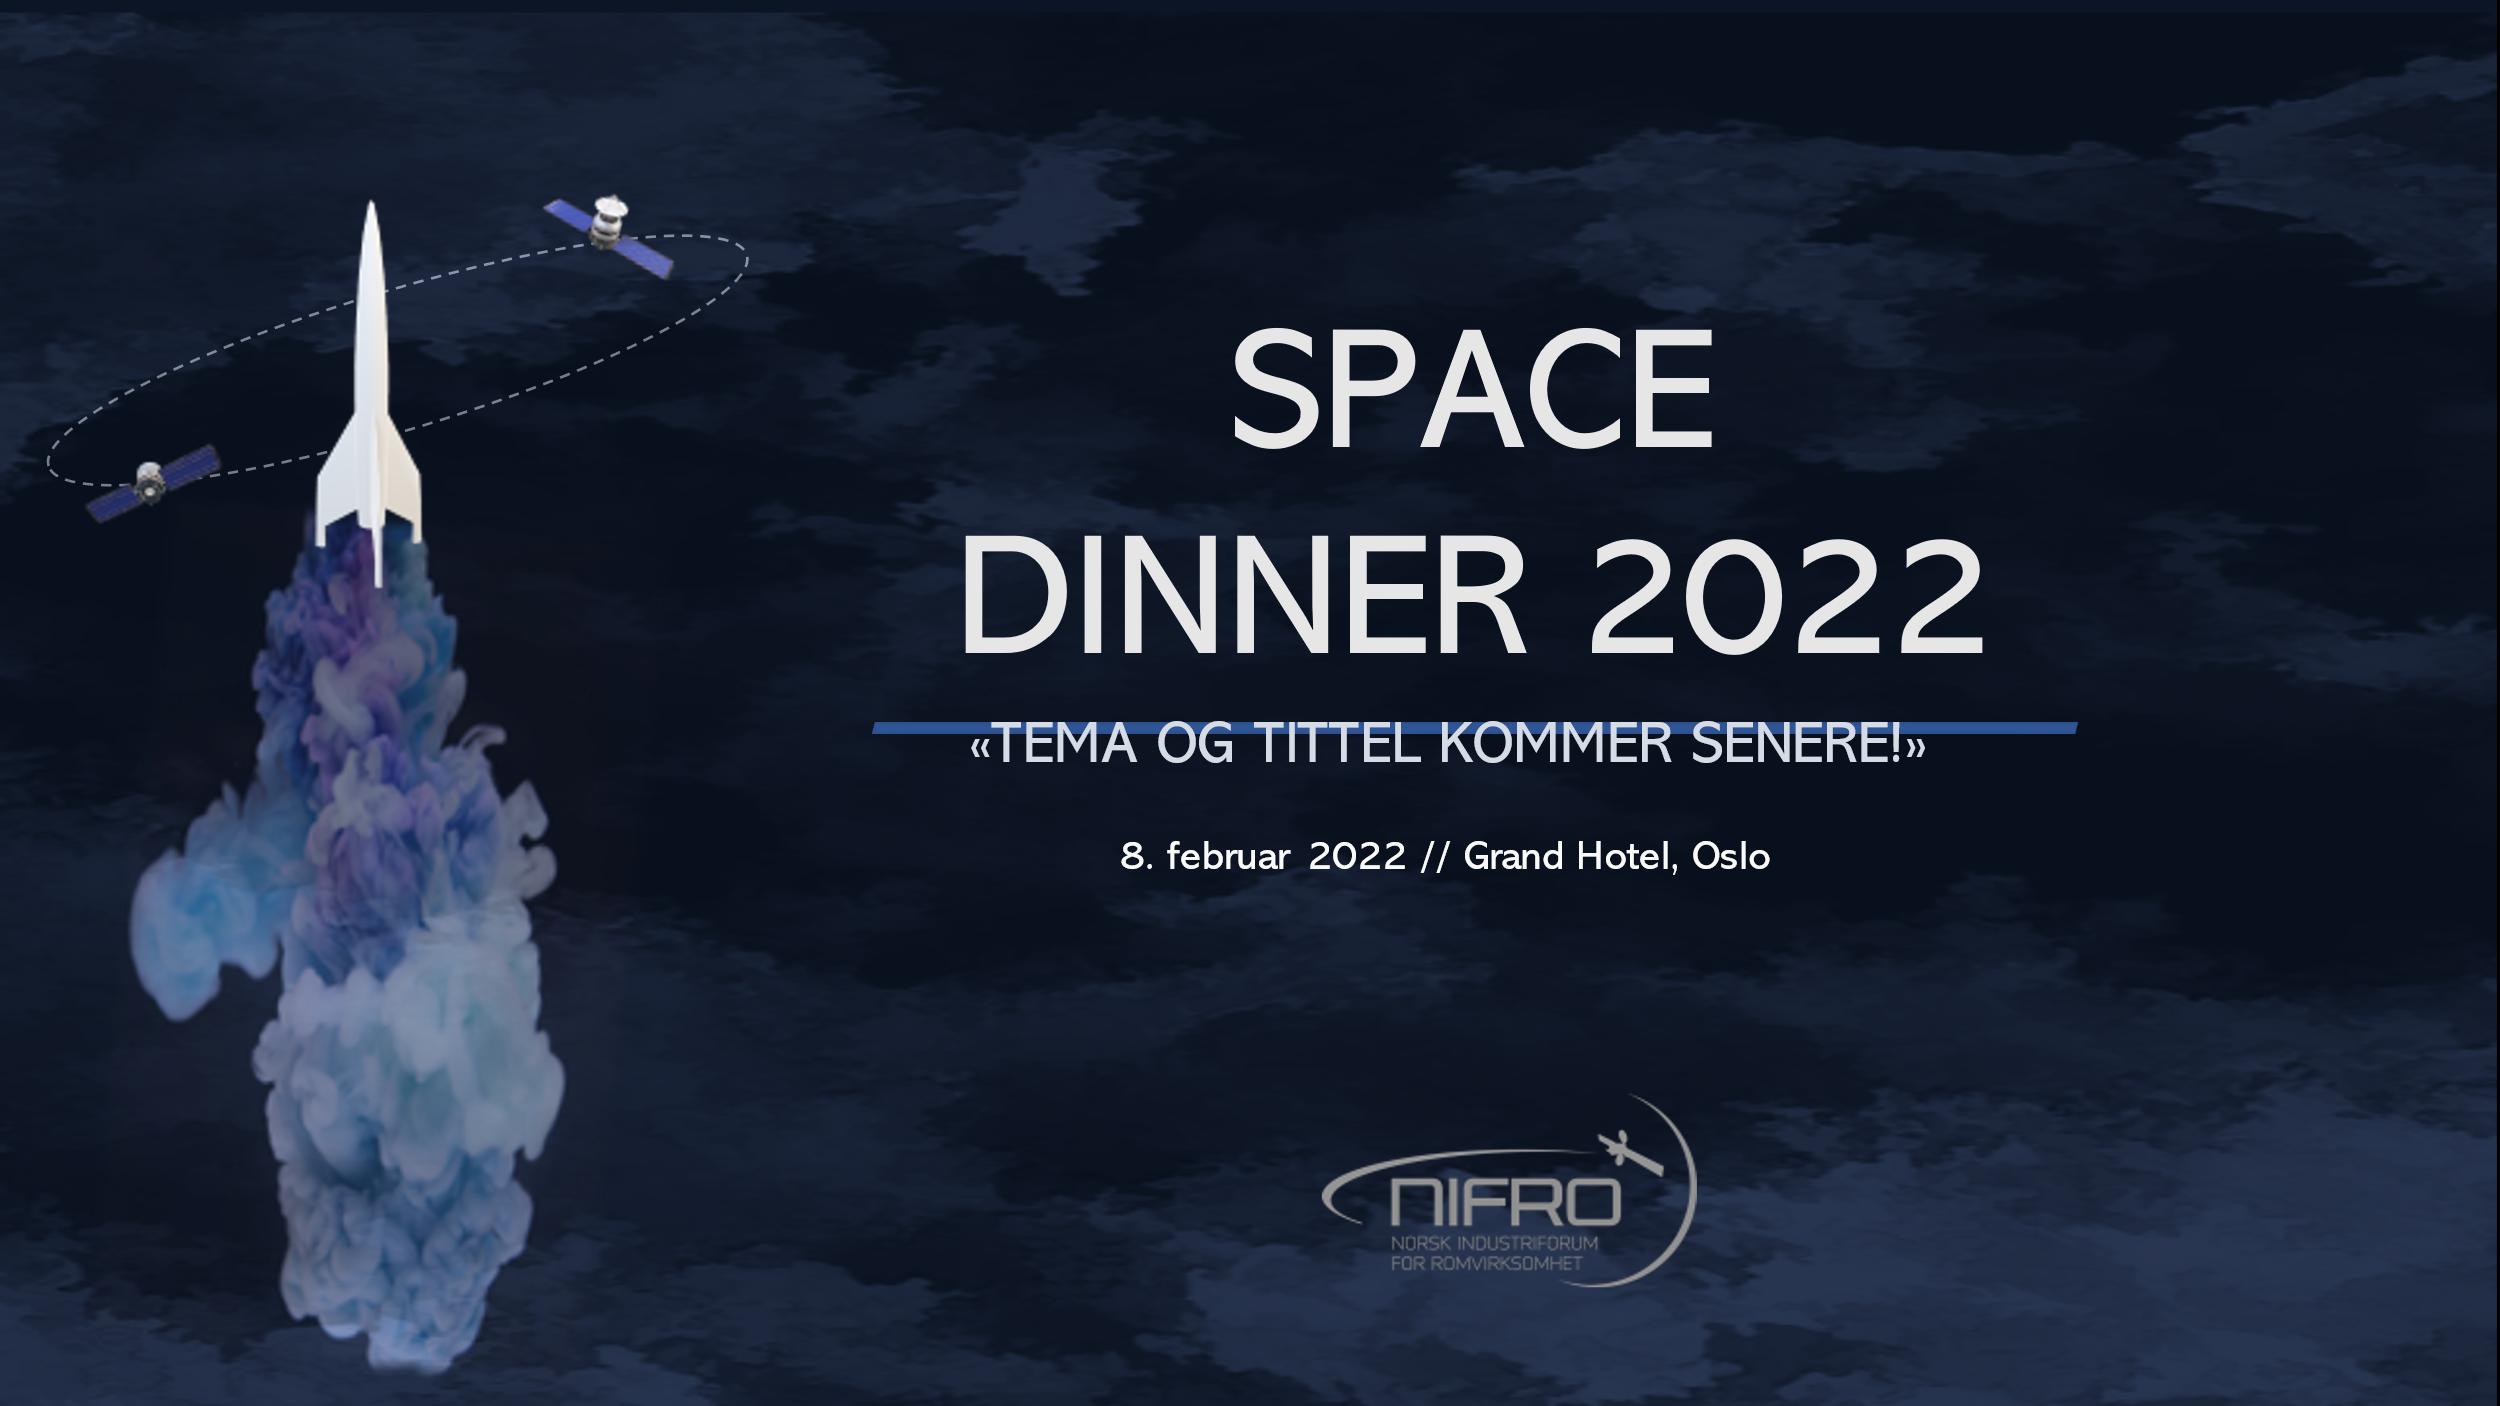 SPACE
DINNER 2022
«TEMA OG TITTEL KOMMER SENERE!»
8. februar 2022 // Grand Hotel, Oslo
NIFRO
NORSK INDUSTRIFORUM
FOR ROMVIRKSOMHET